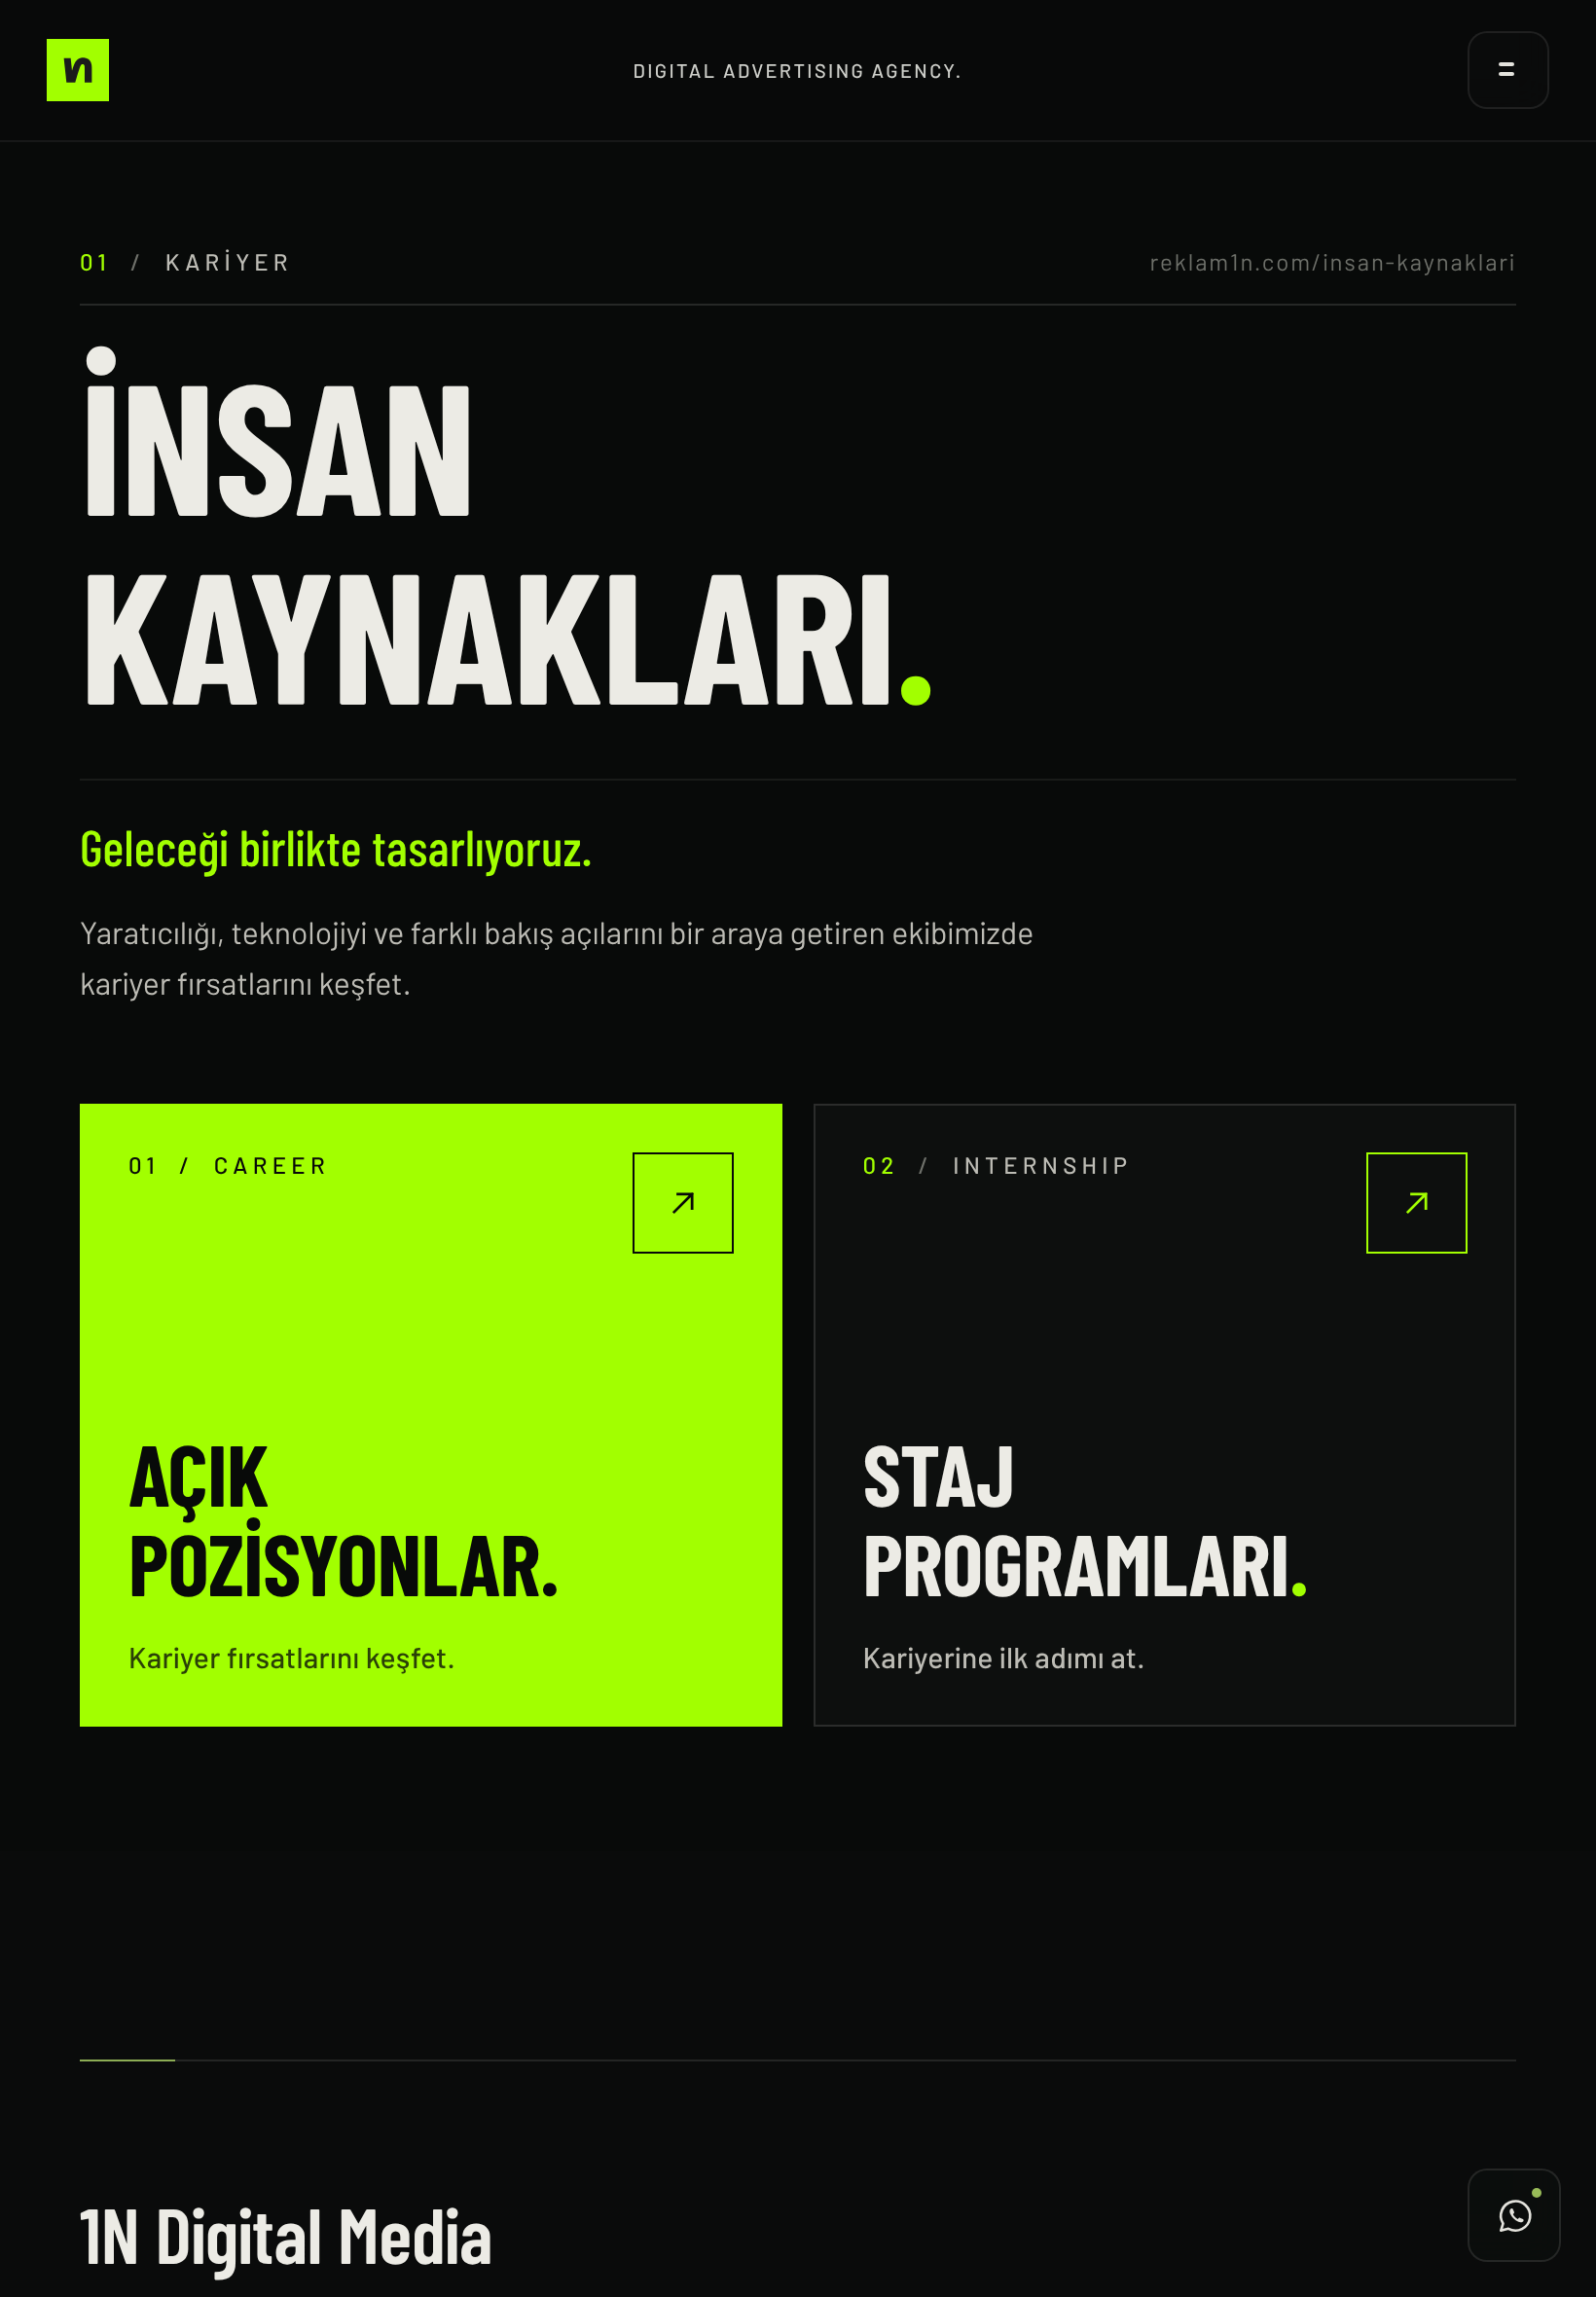 n
DIGITAL ADVERTISING AGENCY.
01 / KARİYER
reklam1n.com/insan-kaynaklari
İNSAN
KAYNAKLARI.
Geleceği birlikte tasarlıyoruz.
Yaratıcılığı, teknolojiyi ve farklı bakış açılarını bir araya getiren ekibimizde
kariyer fırsatlarını keşfet.
01 / CAREER
AÇIK
POZİSYONLAR.
Kariyer fırsatlarını keşfet.
02 / INTERNSHIP
STAJ
PROGRAMLARI.
Kariyerine ilk adımı at.
1N Digital Media